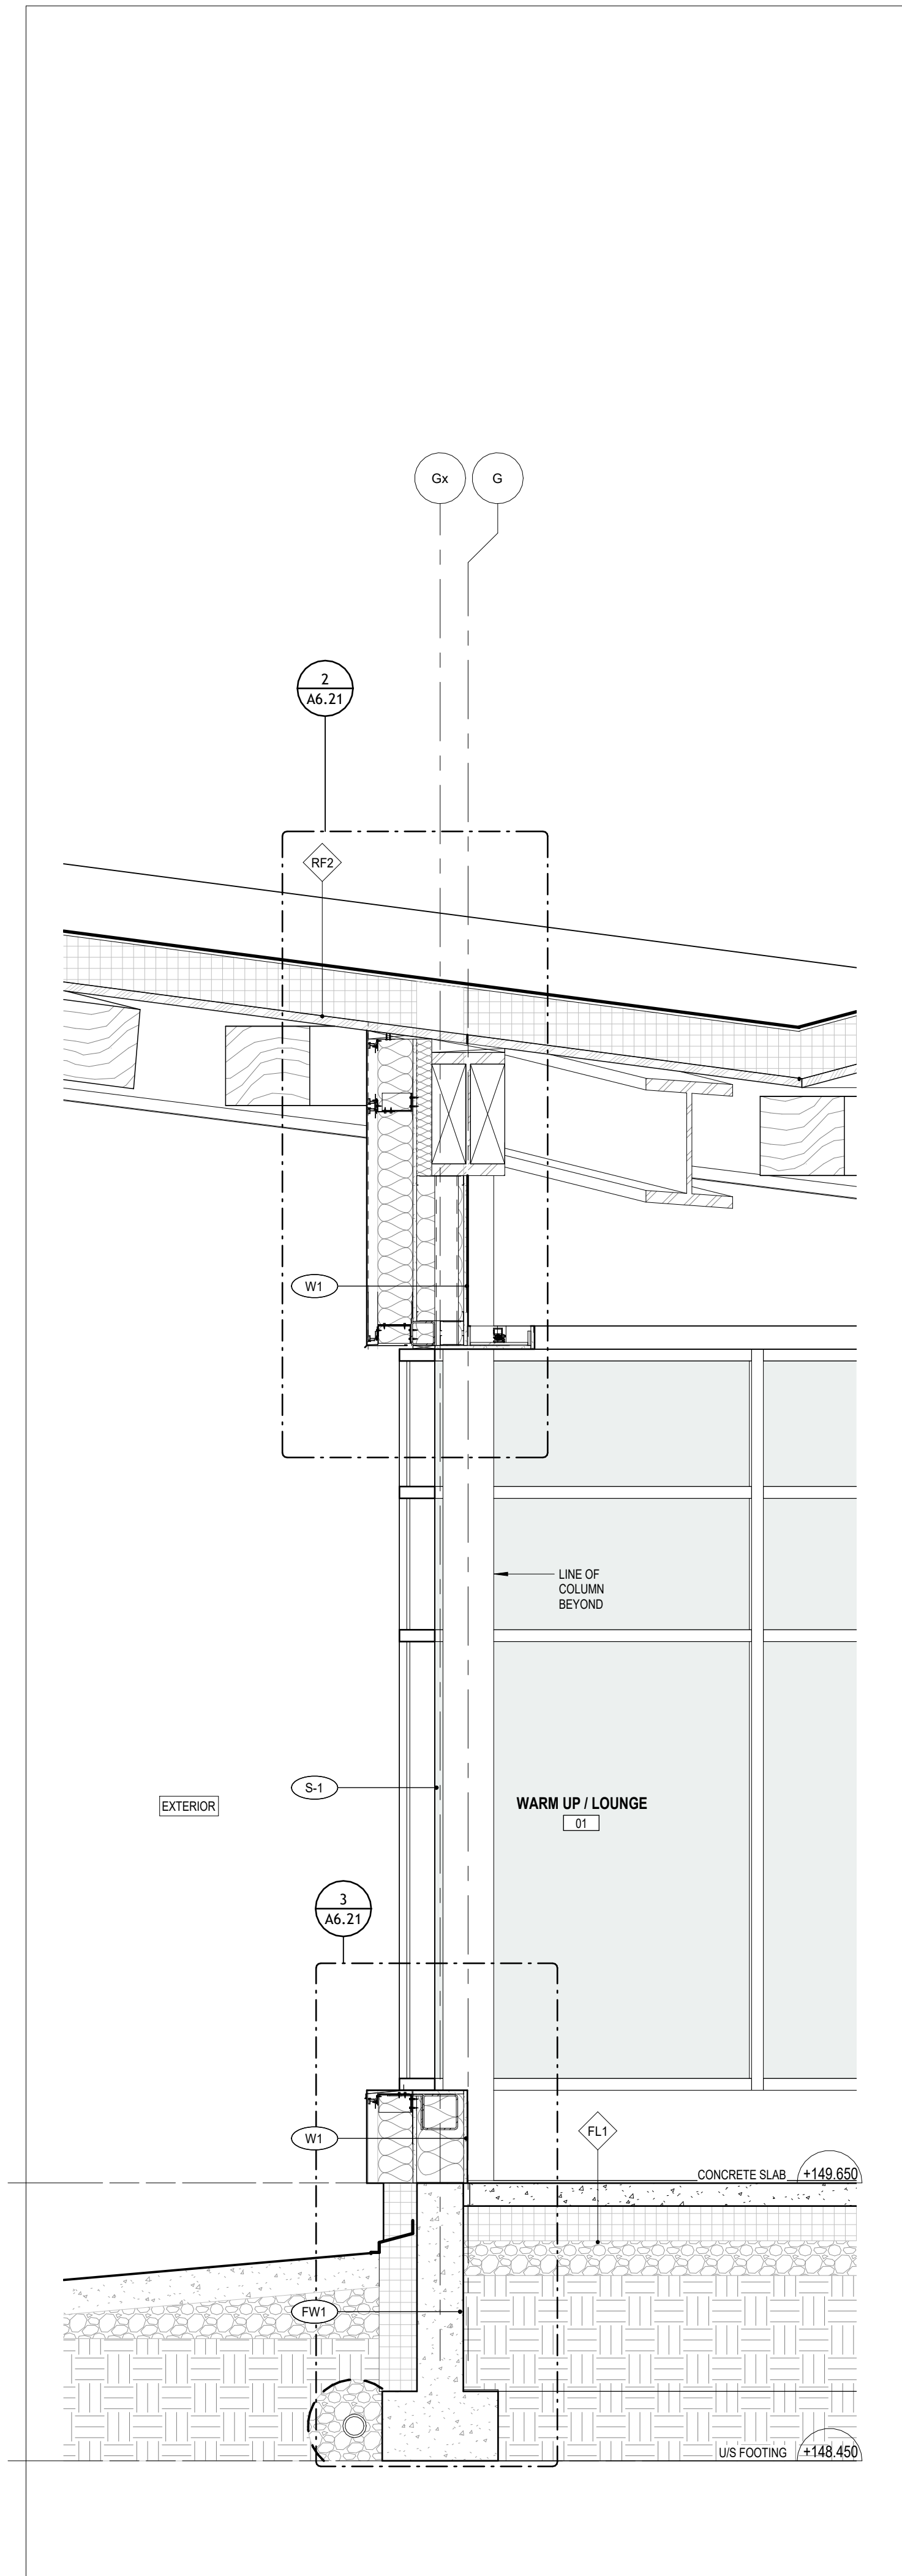 Gx
G
2
A6.21
RF2
W1
LINE OF
COLUMN
BEYOND
S-1
EXTERIOR
WARM UP / LOUNGE
01
3
A6.21
W1
FL1
CONCRETE SLAB
+149.650
FW1
U/S FOOTING
+148.450